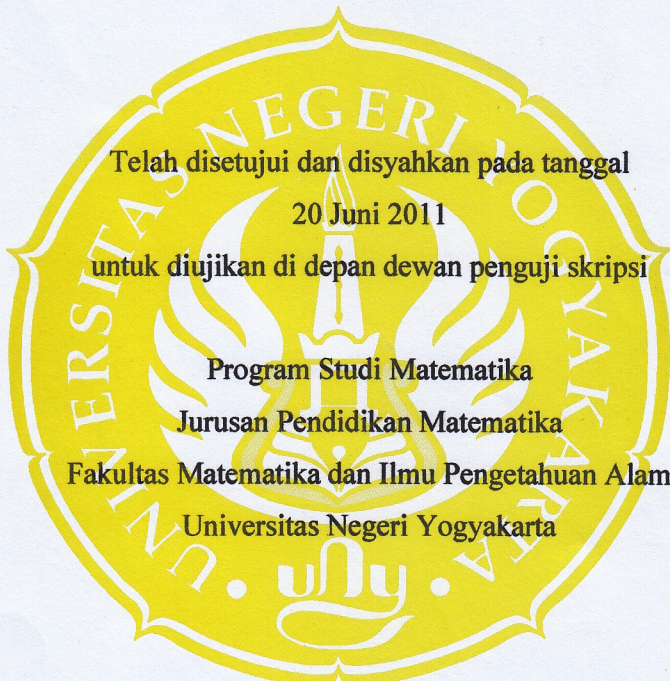 UNIVERSITAS NEGERI YOGYAKARTA
Telah disetujui dan disyahkan pada tanggal
20 Juni 2011
untuk diujikan di depan dewan penguji skripsi
Program Studi Matematika
Jurusan Pendidikan Matematika
Fakultas Matematika dan Ilmu Pengetahuan Alam
Universitas Negeri Yogyakarta
uny